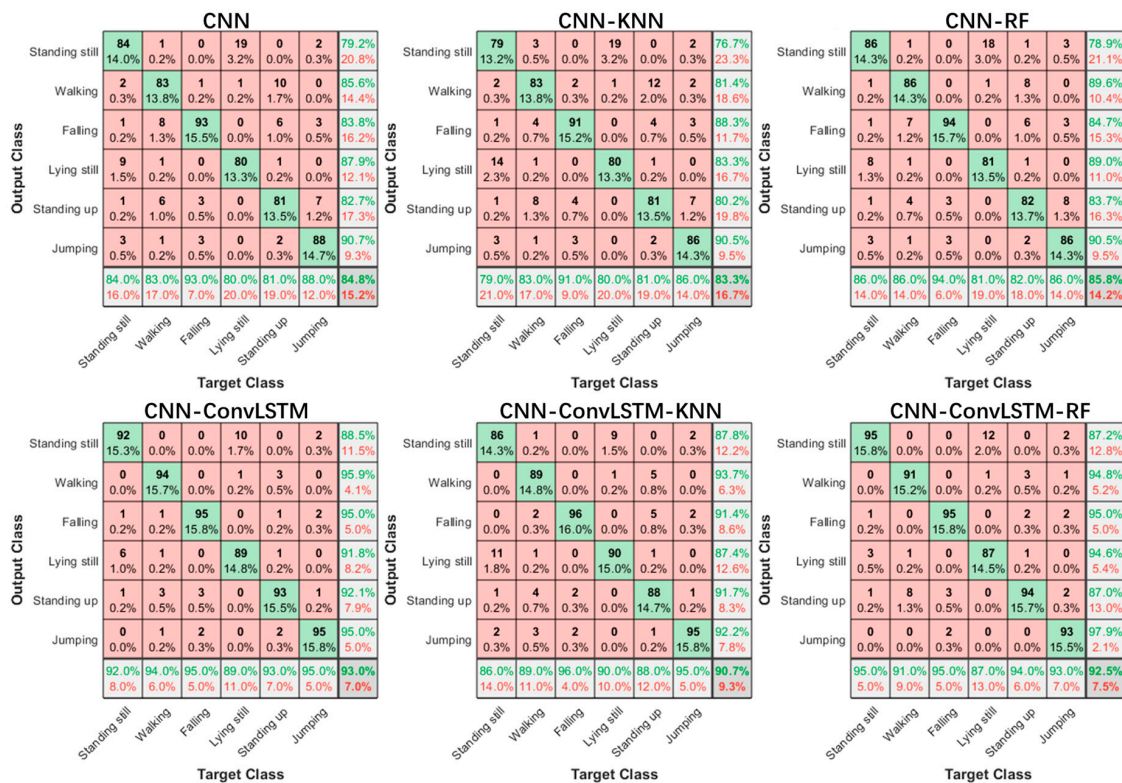 CNN
CNN-KNN
CNN-RF
Standing still 84 1 0 19 0 2 79.2%
14.0% 0.2% 0.0% 3.2% 0.0% 0.3% 20.8%
Walking 2 83 1 1 10 0 85.6%
0.3% 13.8% 0.2% 0.2% 1.7% 0.0% 14.4%
Falling 1 8 93 0 6 3 83.8%
0.2% 1.3% 15.5% 0.0% 1.0% 0.5% 16.2%
Lying still 9 1 0 80 1 0 87.9%
1.5% 0.2% 0.0% 13.3% 0.2% 0.0% 12.1%
Standing up 1 6 3 0 81 7 82.7%
0.2% 1.0% 0.5% 0.0% 13.5% 1.2% 17.3%
Jumping 3 1 3 0 2 88 90.7%
0.5% 0.2% 0.5% 0.0% 0.3% 14.7% 9.3%
84.0% 83.0% 93.0% 80.0% 81.0% 88.0% 84.8%
16.0% 17.0% 7.0% 20.0% 19.0% 12.0% 15.2%
Standing still Walking Falling Lying still Standing up Jumping
Output Class
Target Class
Standing still 79 3 0 19 0 2 76.7%
13.2% 0.5% 0.0% 3.2% 0.0% 0.3% 23.3%
Walking 2 83 2 1 12 2 81.4%
0.3% 13.8% 0.3% 0.2% 2.0% 0.3% 18.6%
Falling 1 4 91 0 4 3 88.3%
0.2% 0.7% 15.2% 0.0% 0.7% 0.5% 11.7%
Lying still 14 1 0 80 1 0 83.3%
2.3% 0.2% 0.0% 13.3% 0.2% 0.0% 16.7%
Standing up 1 8 4 0 81 7 80.2%
0.2% 1.3% 0.7% 0.0% 13.5% 1.2% 19.8%
Jumping 3 1 3 0 2 86 90.5%
0.5% 0.2% 0.5% 0.0% 0.3% 14.3% 9.5%
79.0% 83.0% 91.0% 80.0% 81.0% 86.0% 83.3%
21.0% 17.0% 9.0% 20.0% 19.0% 14.0% 16.7%
Standing still Walking Falling Lying still Standing up Jumping
Output Class
Target Class
Standing still 86 1 0 18 1 3 78.9%
14.3% 0.2% 0.0% 3.0% 0.2% 0.5% 21.1%
Walking 1 86 0 1 8 0 89.6%
0.2% 14.3% 0.0% 0.2% 1.3% 0.0% 10.4%
Falling 1 7 94 0 6 3 84.7%
0.2% 1.2% 15.7% 0.0% 1.0% 0.5% 15.3%
Lying still 8 1 0 81 1 0 89.0%
1.3% 0.2% 0.0% 13.5% 0.2% 0.0% 11.0%
Standing up 1 4 3 0 82 8 83.7%
0.2% 0.7% 0.5% 0.0% 13.7% 1.3% 16.3%
Jumping 3 1 3 0 2 86 90.5%
0.5% 0.2% 0.5% 0.0% 0.3% 14.3% 9.5%
86.0% 86.0% 94.0% 81.0% 82.0% 86.0% 85.8%
14.0% 14.0% 6.0% 19.0% 18.0% 14.0% 14.2%
Standing still Walking Falling Lying still Standing up Jumping
Output Class
Target Class
CNN-ConvLSTM
CNN-ConvLSTM-KNN
CNN-ConvLSTM-RF
Standing still 92 0 0 10 0 2 88.5%
15.3% 0.0% 0.0% 1.7% 0.0% 0.3% 11.5%
Walking 0 94 0 1 3 0 95.9%
0.0% 15.7% 0.0% 0.2% 0.5% 0.0% 4.1%
Falling 1 1 95 0 1 2 95.0%
0.2% 0.2% 15.8% 0.0% 0.2% 0.3% 5.0%
Lying still 6 1 0 89 1 0 91.8%
1.0% 0.2% 0.0% 14.8% 0.2% 0.0% 8.2%
Standing up 1 3 3 0 93 1 92.1%
0.2% 0.5% 0.5% 0.0% 15.5% 0.2% 7.9%
Jumping 0 1 2 0 2 95 95.0%
0.0% 0.2% 0.3% 0.0% 0.3% 15.8% 5.0%
92.0% 94.0% 95.0% 89.0% 93.0% 95.0% 93.0%
8.0% 6.0% 5.0% 11.0% 7.0% 5.0% 7.0%
Standing still Walking Falling Lying still Standing up Jumping
Output Class
Target Class
Standing still 86 1 0 9 0 2 87.8%
14.3% 0.2% 0.0% 1.5% 0.0% 0.3% 12.2%
Walking 0 89 0 1 5 0 93.7%
0.0% 14.8% 0.0% 0.2% 0.8% 0.0% 6.3%
Falling 0 2 96 0 5 2 91.4%
0.0% 0.3% 16.0% 0.0% 0.8% 0.3% 8.6%
Lying still 11 1 0 90 1 0 87.4%
1.8% 0.2% 0.0% 15.0% 0.2% 0.0% 12.6%
Standing up 1 4 2 0 88 1 91.7%
0.2% 0.7% 0.3% 0.0% 14.7% 0.2% 8.3%
Jumping 2 3 2 0 1 95 92.2%
0.3% 0.5% 0.3% 0.0% 0.2% 15.8% 7.8%
86.0% 89.0% 96.0% 90.0% 88.0% 95.0% 90.7%
14.0% 11.0% 4.0% 10.0% 12.0% 5.0% 9.3%
Standing still Walking Falling Lying still Standing up Jumping
Output Class
Target Class
Standing still 95 0 0 12 0 2 87.2%
15.8% 0.0% 0.0% 2.0% 0.0% 0.3% 12.8%
Walking 0 91 0 1 3 1 94.8%
0.0% 15.2% 0.0% 0.2% 0.5% 0.2% 5.2%
Falling 1 0 95 0 2 2 95.0%
0.2% 0.0% 15.8% 0.0% 0.3% 0.3% 5.0%
Lying still 3 1 0 87 1 0 94.6%
0.5% 0.2% 0.0% 14.5% 0.2% 0.0% 5.4%
Standing up 1 8 3 0 94 2 87.0%
0.2% 1.3% 0.5% 0.0% 15.7% 0.3% 13.0%
Jumping 0 0 2 0 0 93 97.9%
0.0% 0.0% 0.3% 0.0% 0.0% 15.5% 2.1%
95.0% 91.0% 95.0% 87.0% 94.0% 93.0% 92.5%
5.0% 9.0% 5.0% 13.0% 6.0% 7.0% 7.5%
Standing still Walking Falling Lying still Standing up Jumping
Output Class
Target Class